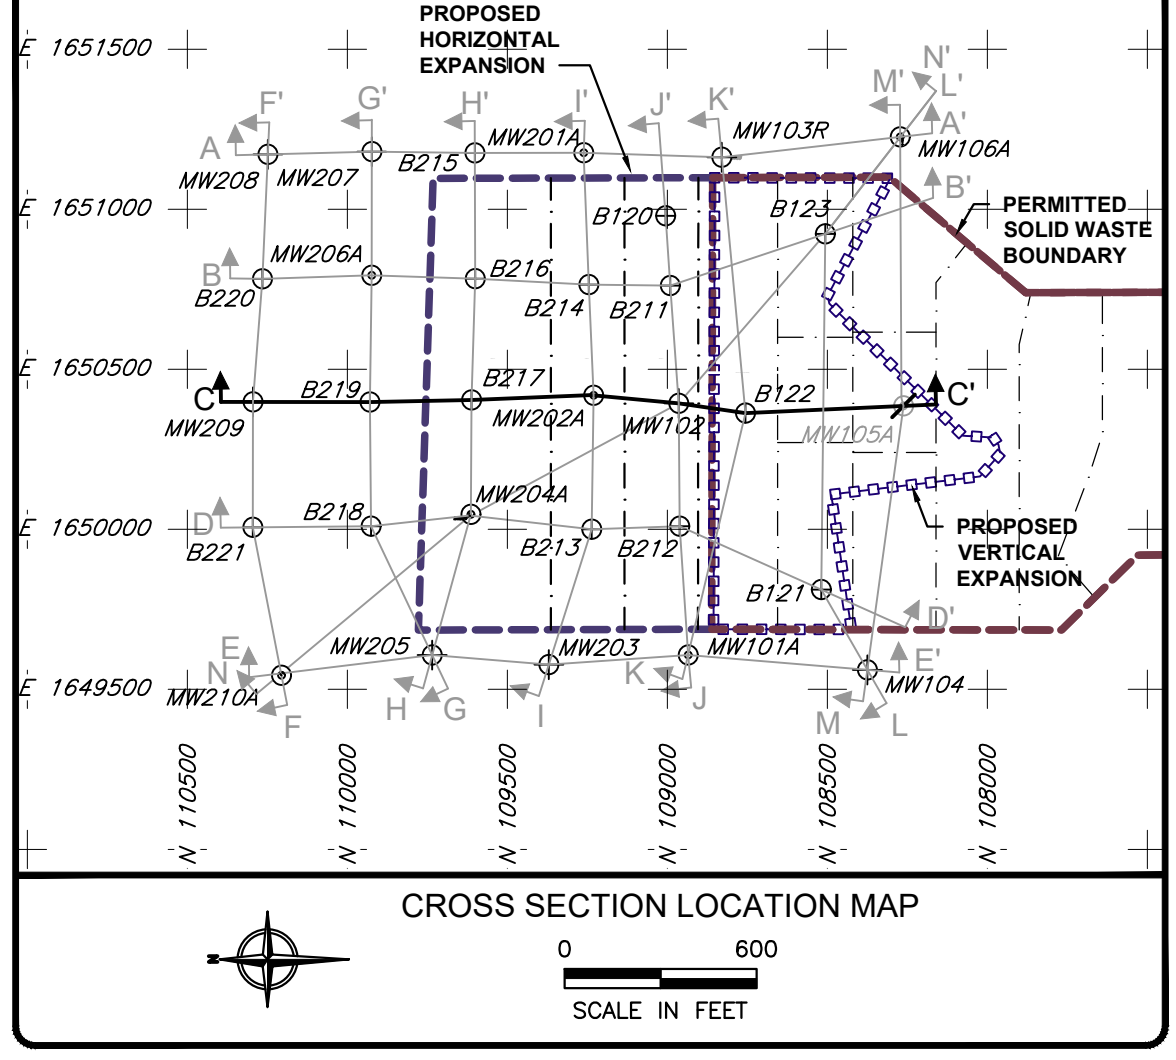 PROPOSED
HORIZONTAL
EXPANSION
E 1651500
N'
M'
L'
F'
G'
H'
I'
J'
K'
A
A'
MW201A
MW103R
MW106A
B215
MW208
MW207
B'
E 1651000
B120
B123
PERMITTED
SOLID WASTE
BOUNDARY
MW206A
B
B216
B220
B214
B211
E 1650500
B217
B219
B122
C
C'
MW209
MW202A
MW102
MW105A
MW204A
D
B218
E 1650000
B221
B213
B212
PROPOSED
VERTICAL
EXPANSION
B121
D'
MW205
MW203
MW101A
E
E'
N
K
MW104
E 1649500
MW210A
H
G
J
I
F
M
L
N 110500
N 110000
N 109500
N 109000
N 108500
N 108000
CROSS SECTION LOCATION MAP
N
0 600
SCALE IN FEET